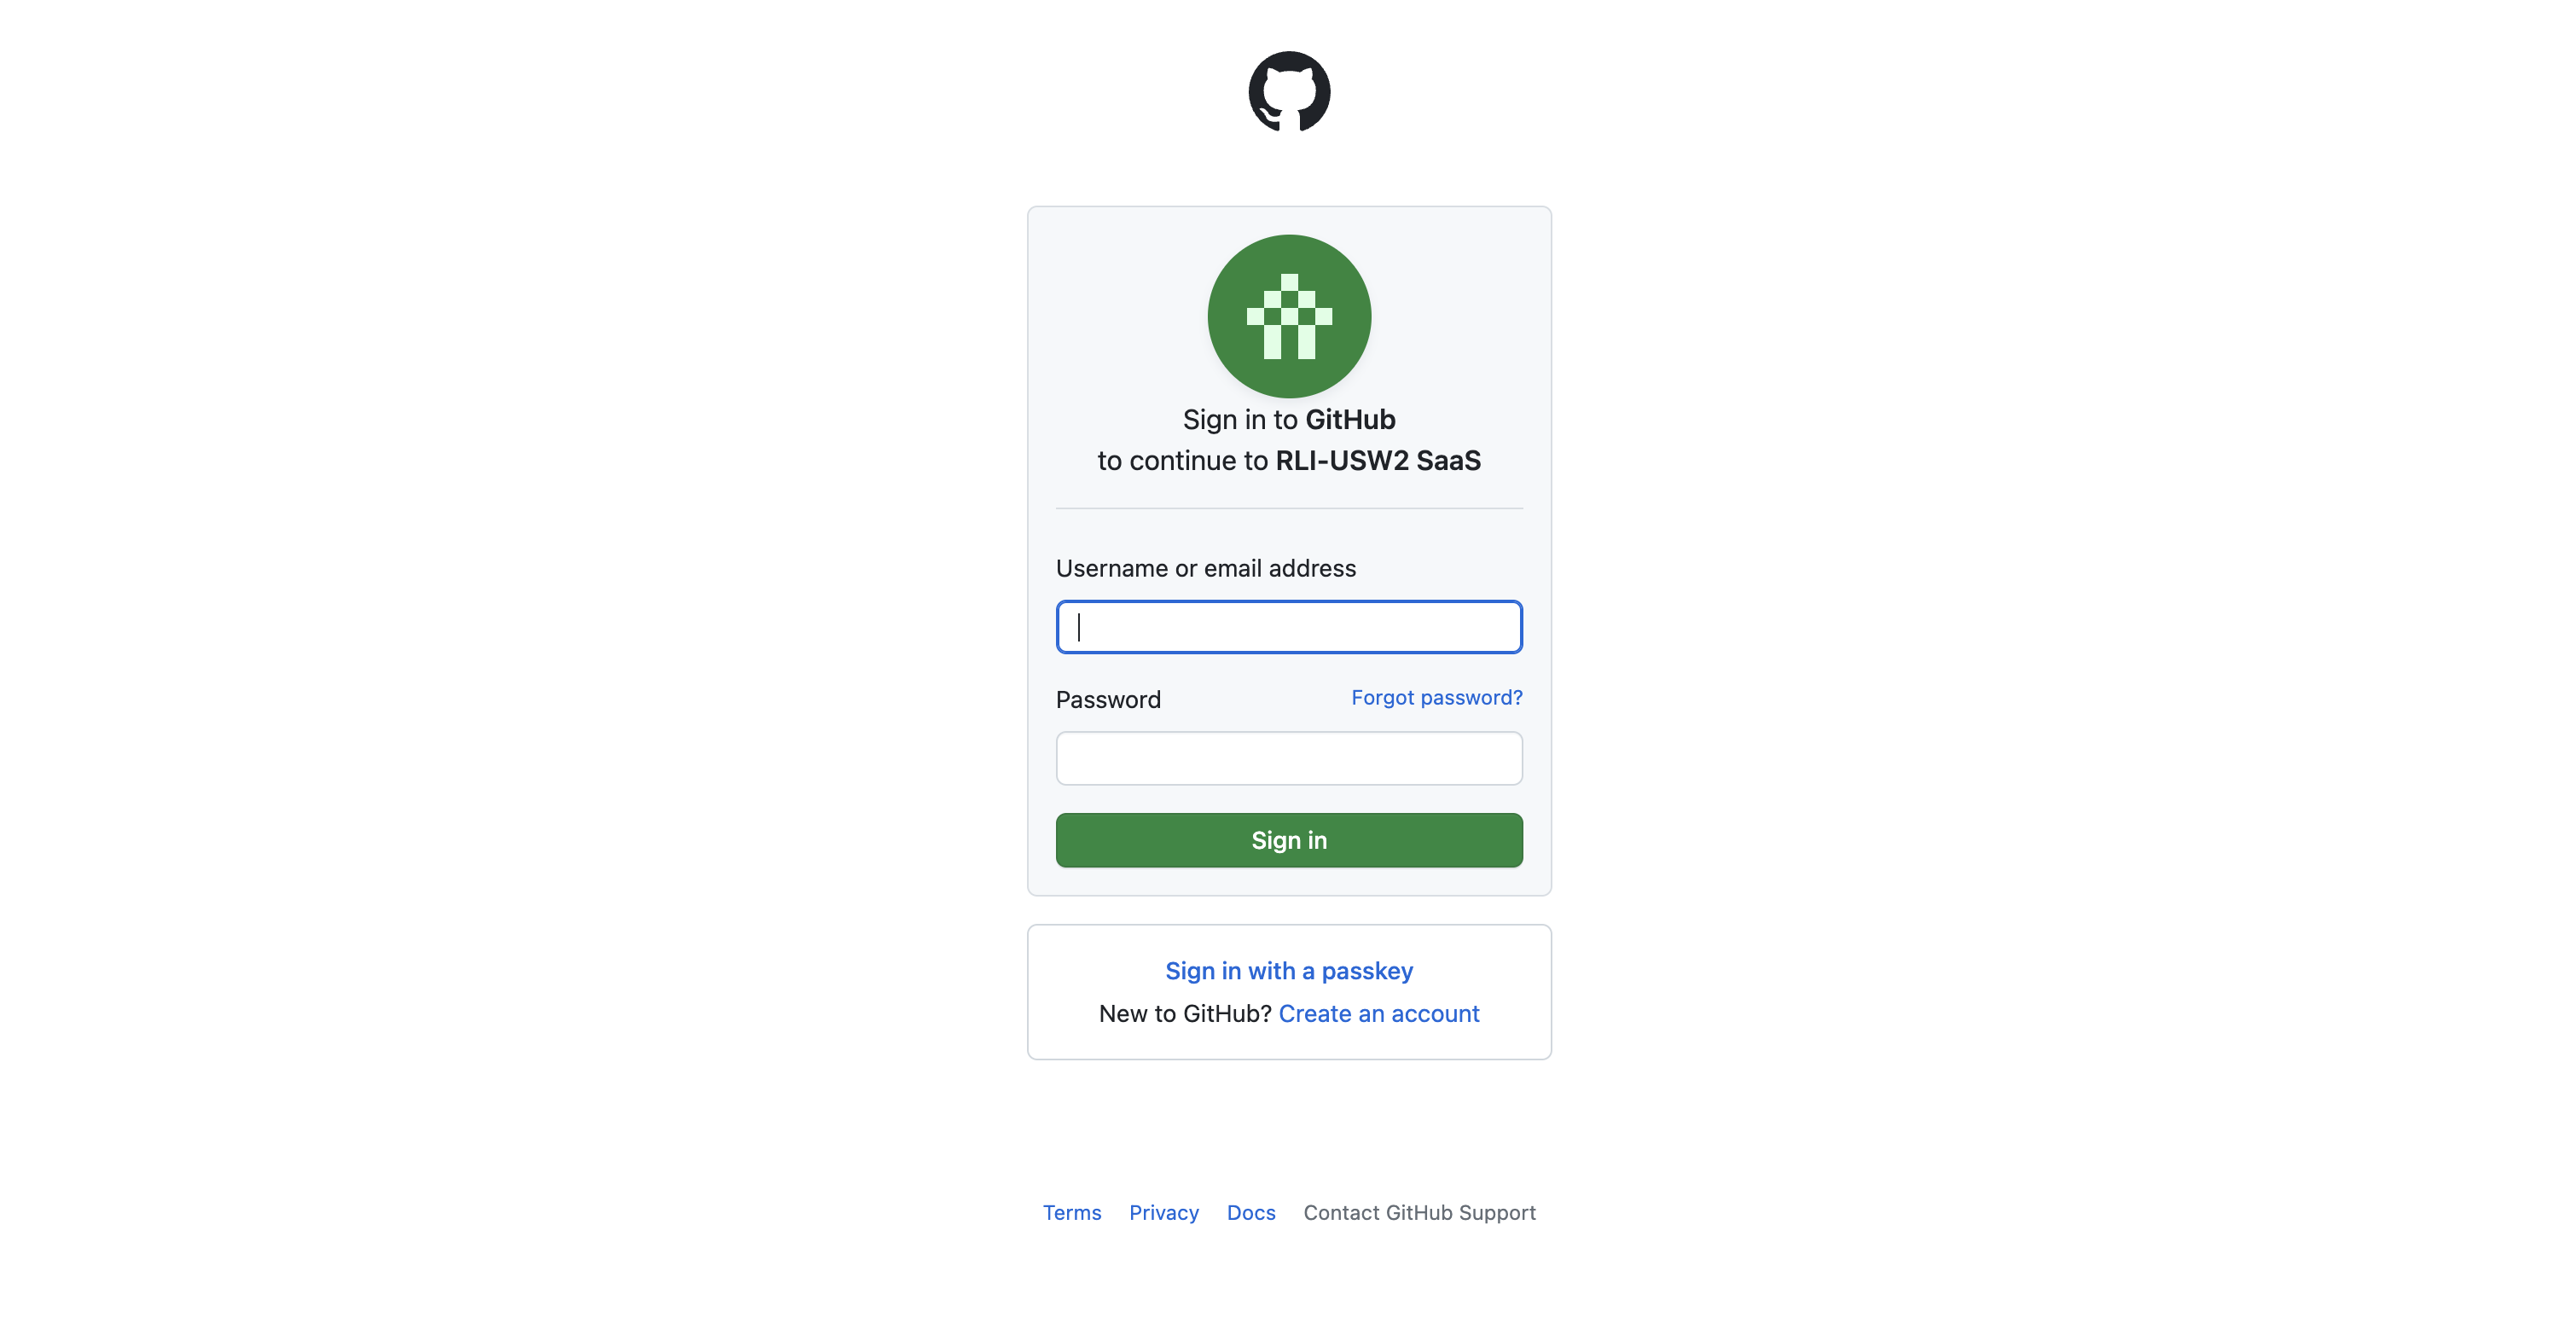 Sign in to GitHub
to continue to RLI-USW2 SaaS
Username or email address
Password Forgot password?
Sign in
Sign in with a passkey
New to GitHub? Create an account
Terms Privacy Docs Contact GitHub Support